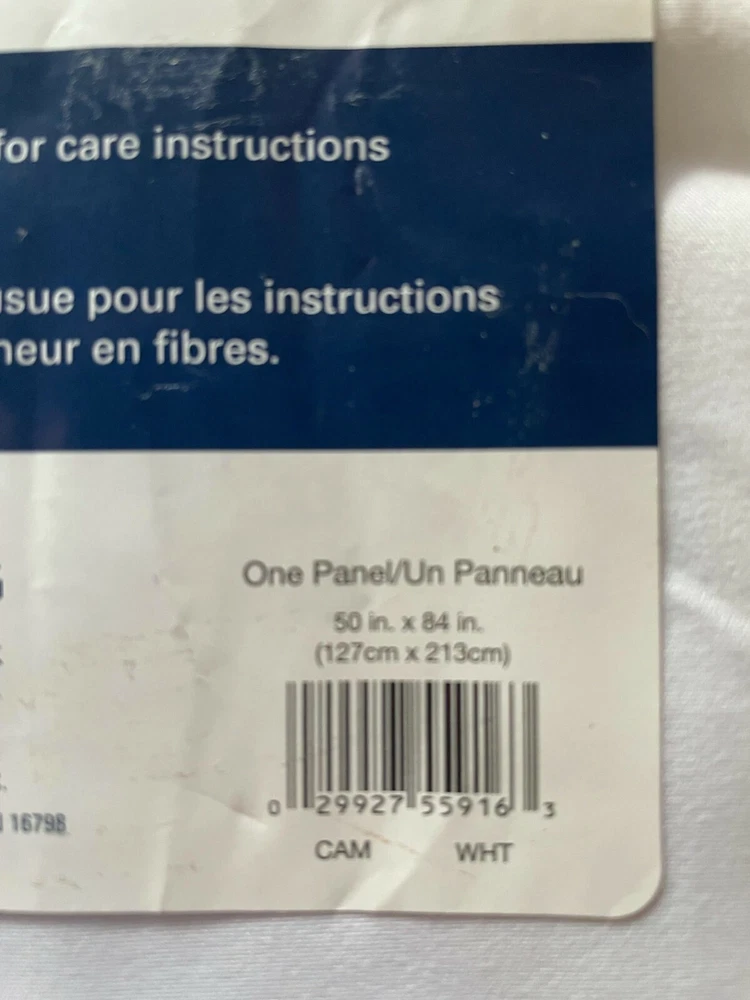 for care instructions
sue pour les instructions
neur en fibres.
One Panel/Un Panneau
50 in. x 84 in.
(127cm x 213cm)
0 29927 55916 3
16798
CAM WHT